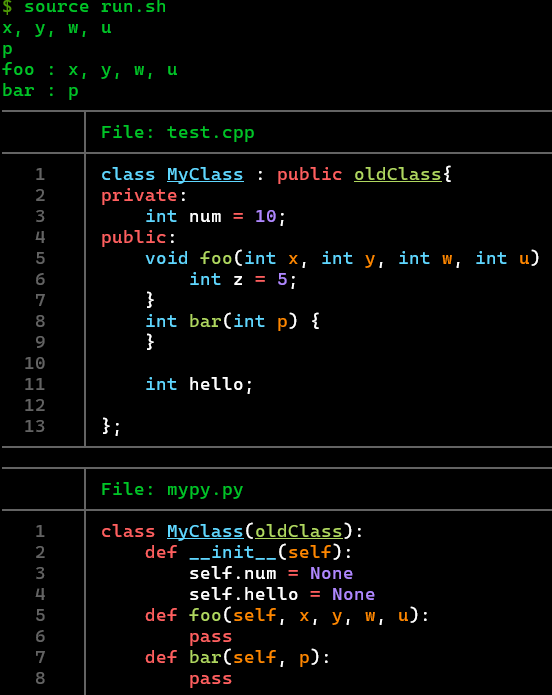 $ source run.sh
x, y, w, u
p
foo : x, y, w, u
bar : p
File: test.cpp
1 class MyClass : public oldClass{
2 private:
3     int num = 10;
4 public:
5     void foo(int x, int y, int w, int u)
6         int z = 5;
7     }
8     int bar(int p) {
9     }
10
11     int hello;
12
13 };
File: mypy.py
1 class MyClass(oldClass):
2     def __init__(self):
3         self.num = None
4         self.hello = None
5     def foo(self, x, y, w, u):
6         pass
7     def bar(self, p):
8         pass